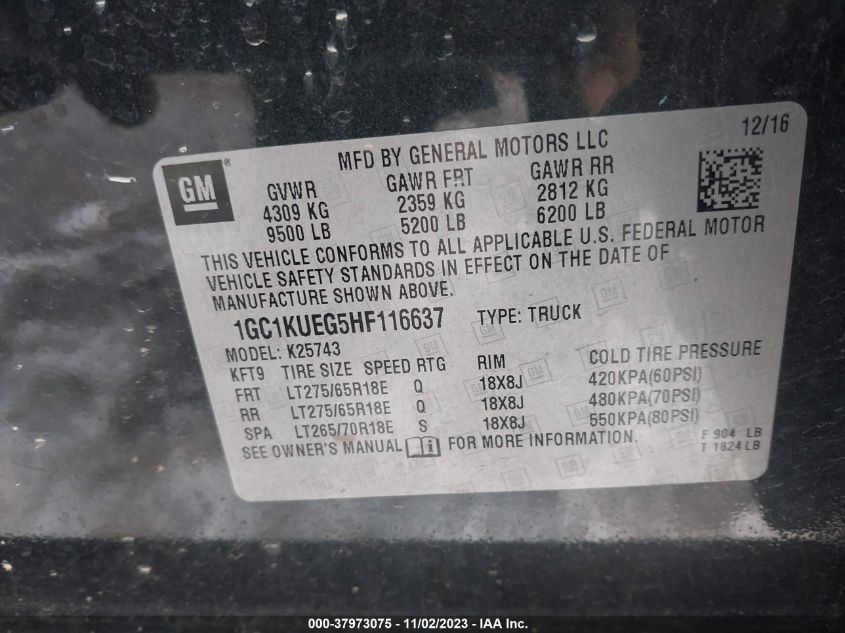 12/16
MFD BY GENERAL MOTORS LLC
GM®
GVWR GAWR FRT GAWR RR
4309 KG 2359 KG 2812 KG
9500 LB 5200 LB 6200 LB
THIS VEHICLE CONFORMS TO ALL APPLICABLE U.S. FEDERAL MOTOR
VEHICLE SAFETY STANDARDS IN EFFECT ON THE DATE OF
MANUFACTURE SHOWN ABOVE.
1GC1KUEG5HF116637 TYPE: TRUCK
MODEL: K25743
KFT9 TIRE SIZE SPEED RTG RIM COLD TIRE PRESSURE
FRT LT275/65R18E Q 18X8J 420KPA(60PSI)
RR LT275/65R18E Q 18X8J 480KPA(70PSI)
SPA LT265/70R18E S 18X8J 550KPA(80PSI)
SEE OWNER'S MANUAL FOR MORE INFORMATION.
F 904 LB
T 1824 LB
000-37973075 - 11/02/2023 - IAA Inc.